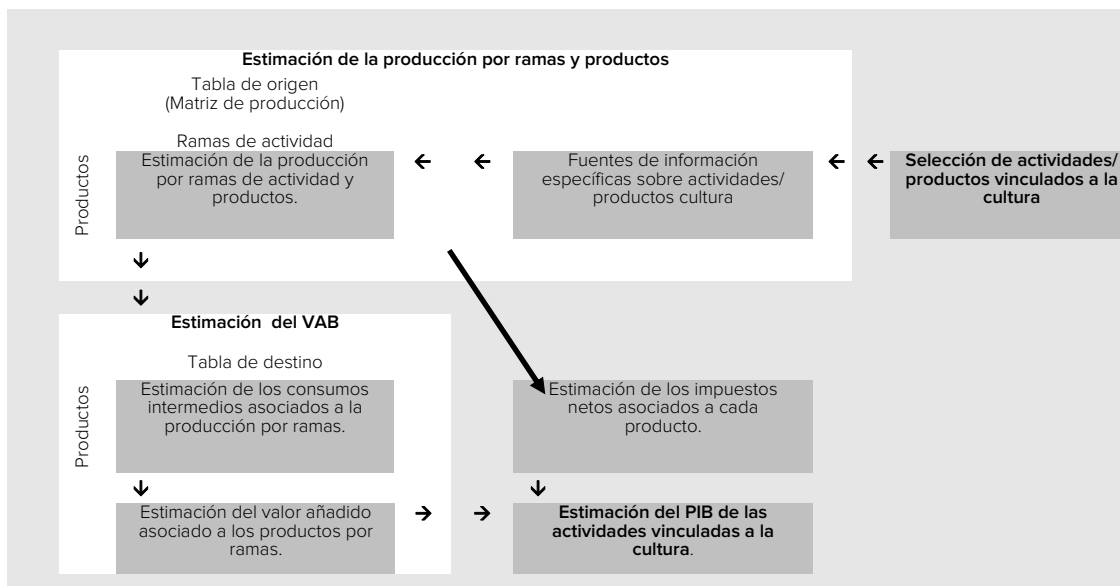 Estimación de la producción por ramas y productos
Tabla de origen
(Matriz de producción)
Ramas de actividad
Productos
Estimación de la producción
por ramas de actividad y
productos.
Fuentes de información
específicas sobre actividades/
productos cultura
Selección de actividades/
productos vinculados a la
cultura
Estimación del VAB
Tabla de destino
Productos
Estimación de los consumos
intermedios asociados a la
producción por ramas.
Estimación de los impuestos
netos asociados a cada
producto.
Estimación del valor añadido
asociado a los productos por
ramas.
Estimación del PIB de las
actividades vinculadas a la
cultura.